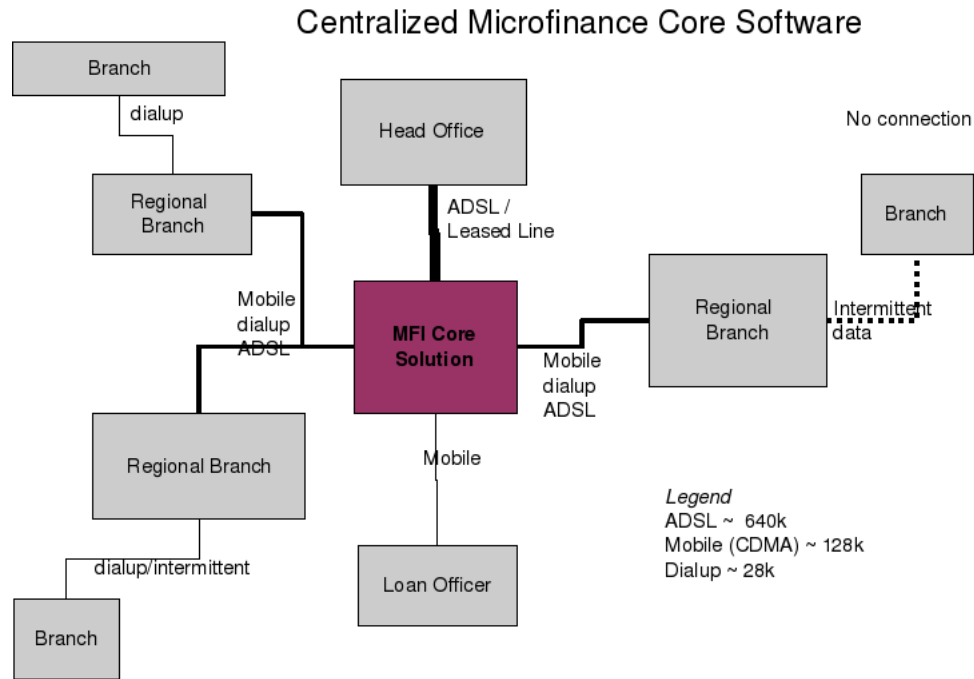 Centralized Microfinance Core Software
Branch
dialup
Head Office
No connection
Regional
Branch
ADSL /
Leased Line
Branch
Mobile
dialup
ADSL
MFI Core
Solution
Regional
Branch
Intermittent
data
Mobile
dialup
ADSL
Regional Branch
Mobile
Legend
ADSL ~ 640k
Mobile (CDMA) ~ 128k
Dialup ~ 28k
dialup/intermittent
Loan Officer
Branch